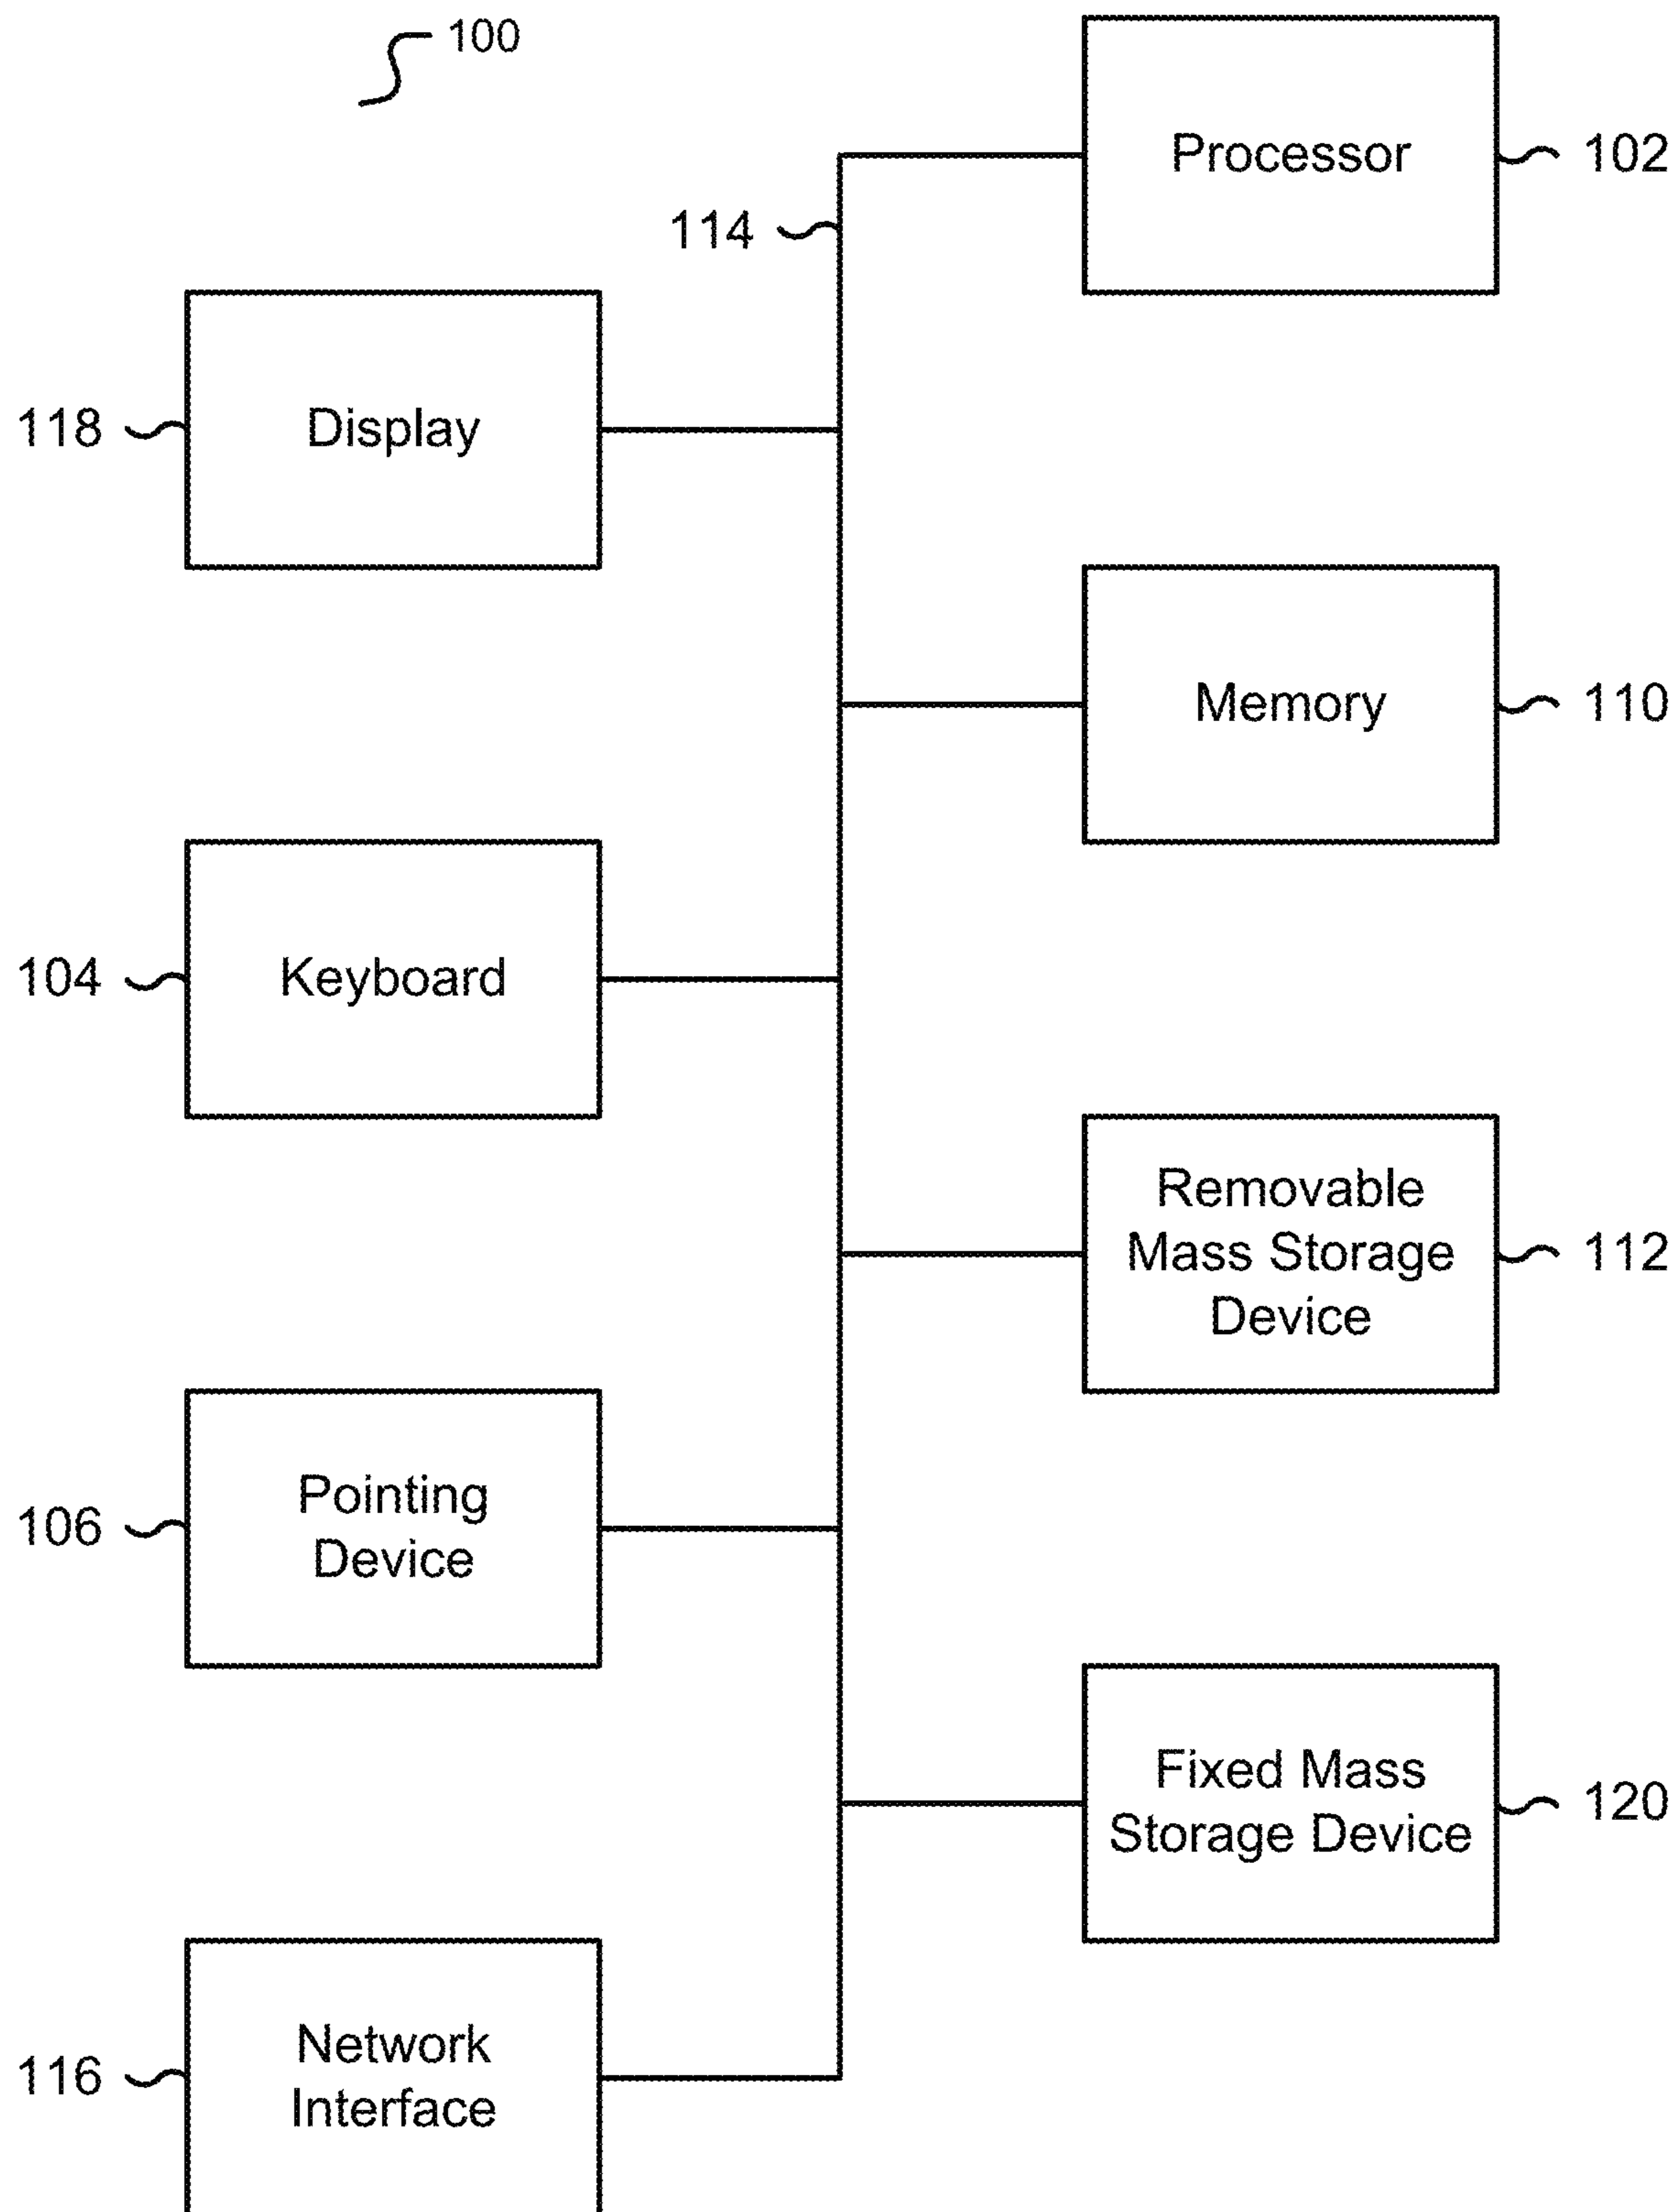 100
Processor
102
114
Display
118
Memory
110
Keyboard
104
Removable
Mass Storage
Device
112
Pointing
Device
106
Fixed Mass
Storage Device
120
Network
Interface
116